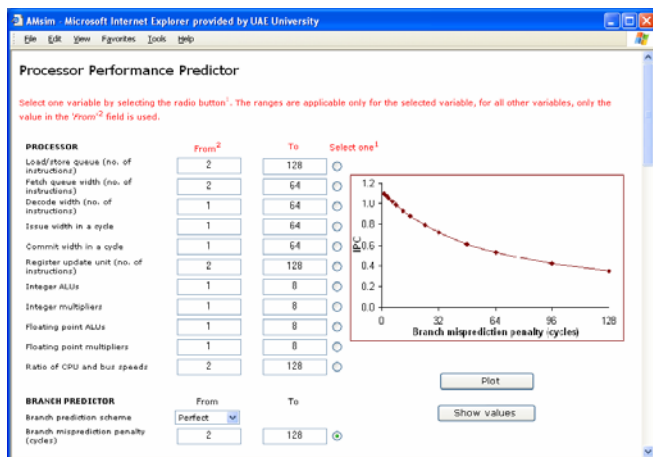 AMsim - Microsoft Internet Explorer provided by UAE University
File Edit View Favorites Tools Help
Processor Performance Predictor
Select one variable by selecting the radio button¹. The ranges are applicable only for the selected variable, for all other variables, only the
value in the 'From'² field is used.
PROCESSOR From² To Select one¹
Load/store queue (no. of
instructions) 2 128
Fetch queue width (no. of
instructions) 2 64
Decode width (no. of
instructions) 1 64
Issue width in a cycle 1 64
Commit width in a cycle 1 64
Register update unit (no. of
instructions) 2 128
Integer ALUs 1 8
Integer multipliers 1 8
Floating point ALUs 1 8
Floating point multipliers 1 8
Ratio of CPU and bus speeds 2 128
1.2
1.0
0.8
IPC
0.6
0.4
0.2
0.0
0 32 64 96 128
Branch misprediction penalty (cycles)
Plot
Show values
BRANCH PREDICTOR From To
Branch prediction scheme Perfect
Branch misprediction penalty
(cycles) 2 128